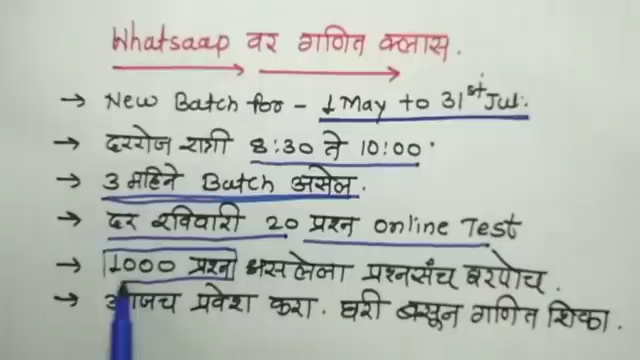 Whatsaap वर गणित क्लास.
→ New Batch for - 1 May to 31st Jul.
→ दररोज रात्री 8:30 ते 10:00
→ 3 महिने Batch असेल.
→ दर रविवारी 20 प्रश्न online Test
→ 1000 प्रश्न असलेला प्रश्नसंच घरपोच.
→ आजच प्रवेश करा. घरी बसून गणित शिका.